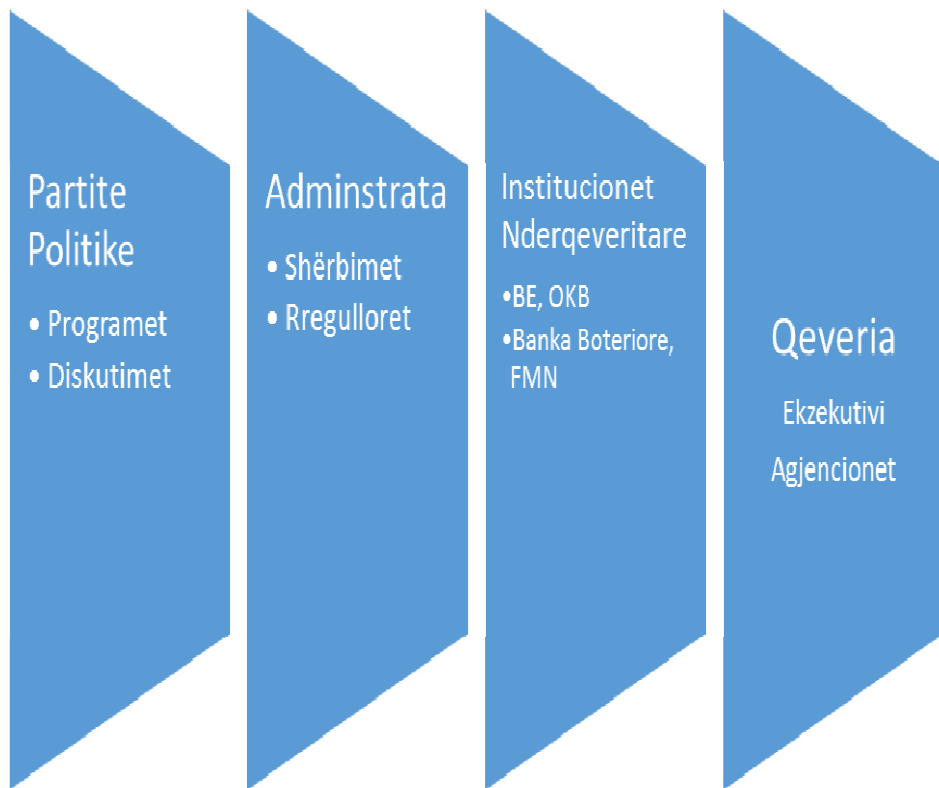 Partite
Politike
• Programet
• Diskutimet
Adminstrata
• Shërbimet
• Rregulloret
Institucionet
Nderqeveritare
•BE, OKB
•Banka Boteriore,
FMN
Qeveria
Ekzekutivi
Agjencionet